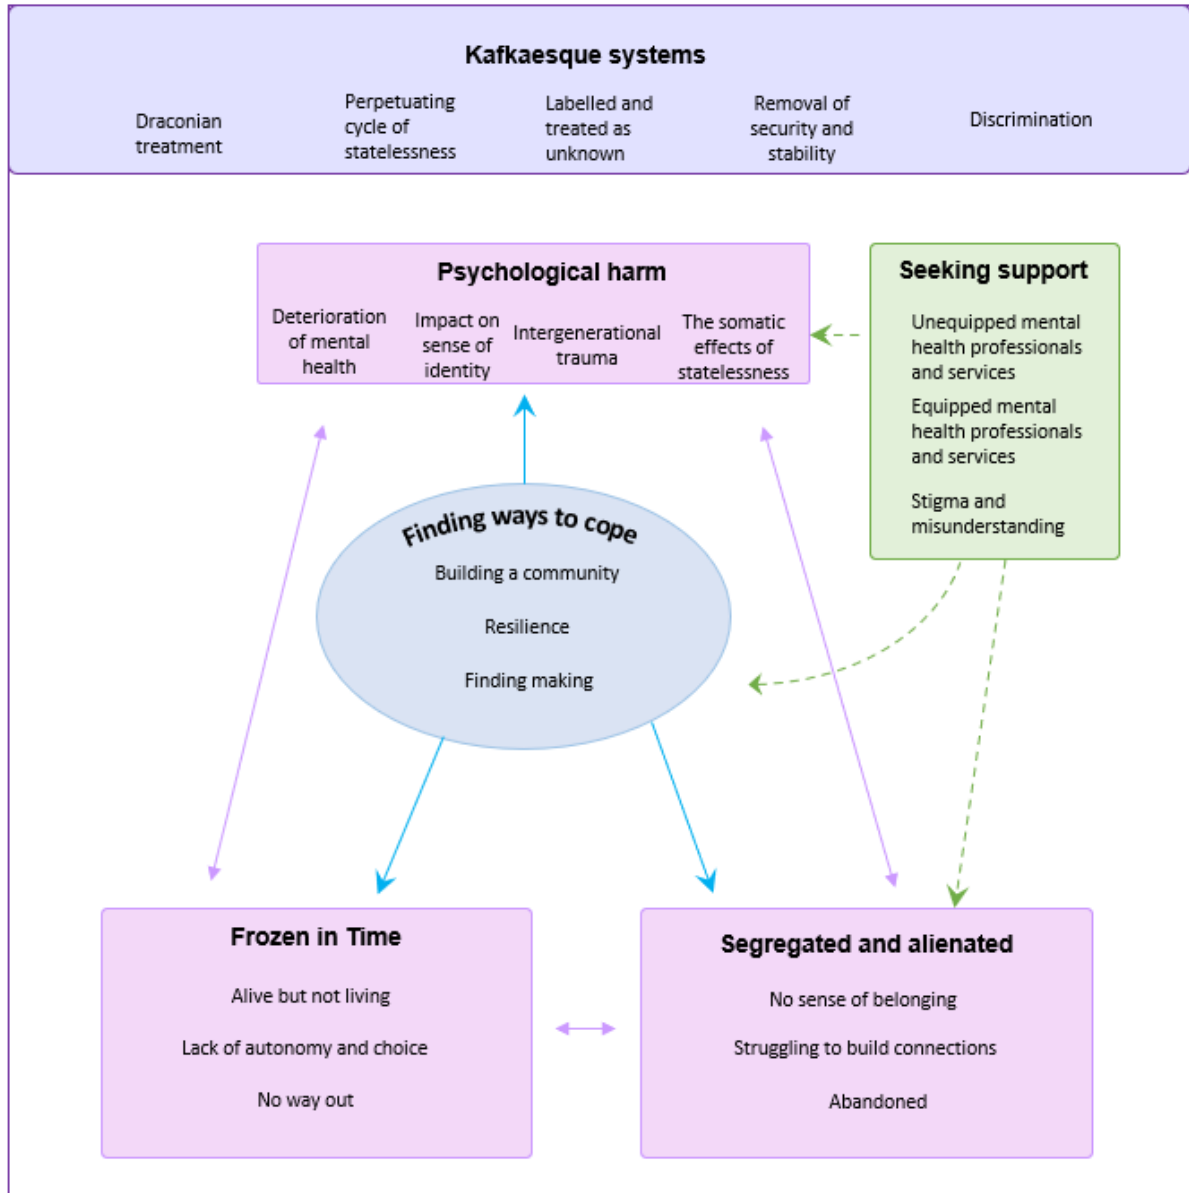 Kafkaesque systems
Draconian
treatment
Perpetuating
cycle of
statelessness
Labelled and
treated as
unknown
Removal of
security and
stability
Discrimination
Psychological harm
Deterioration
of mental
health
Impact on
sense of
identity
Intergenerational
trauma
The somatic
effects of
statelessness
Seeking support
Unequipped mental
health professionals
and services
Equipped mental
health professionals
and services
Stigma and
misunderstanding
Finding ways to cope
Building a community
Resilience
Finding making
Frozen in Time
Alive but not living
Lack of autonomy and choice
No way out
Segregated and alienated
No sense of belonging
Struggling to build connections
Abandoned